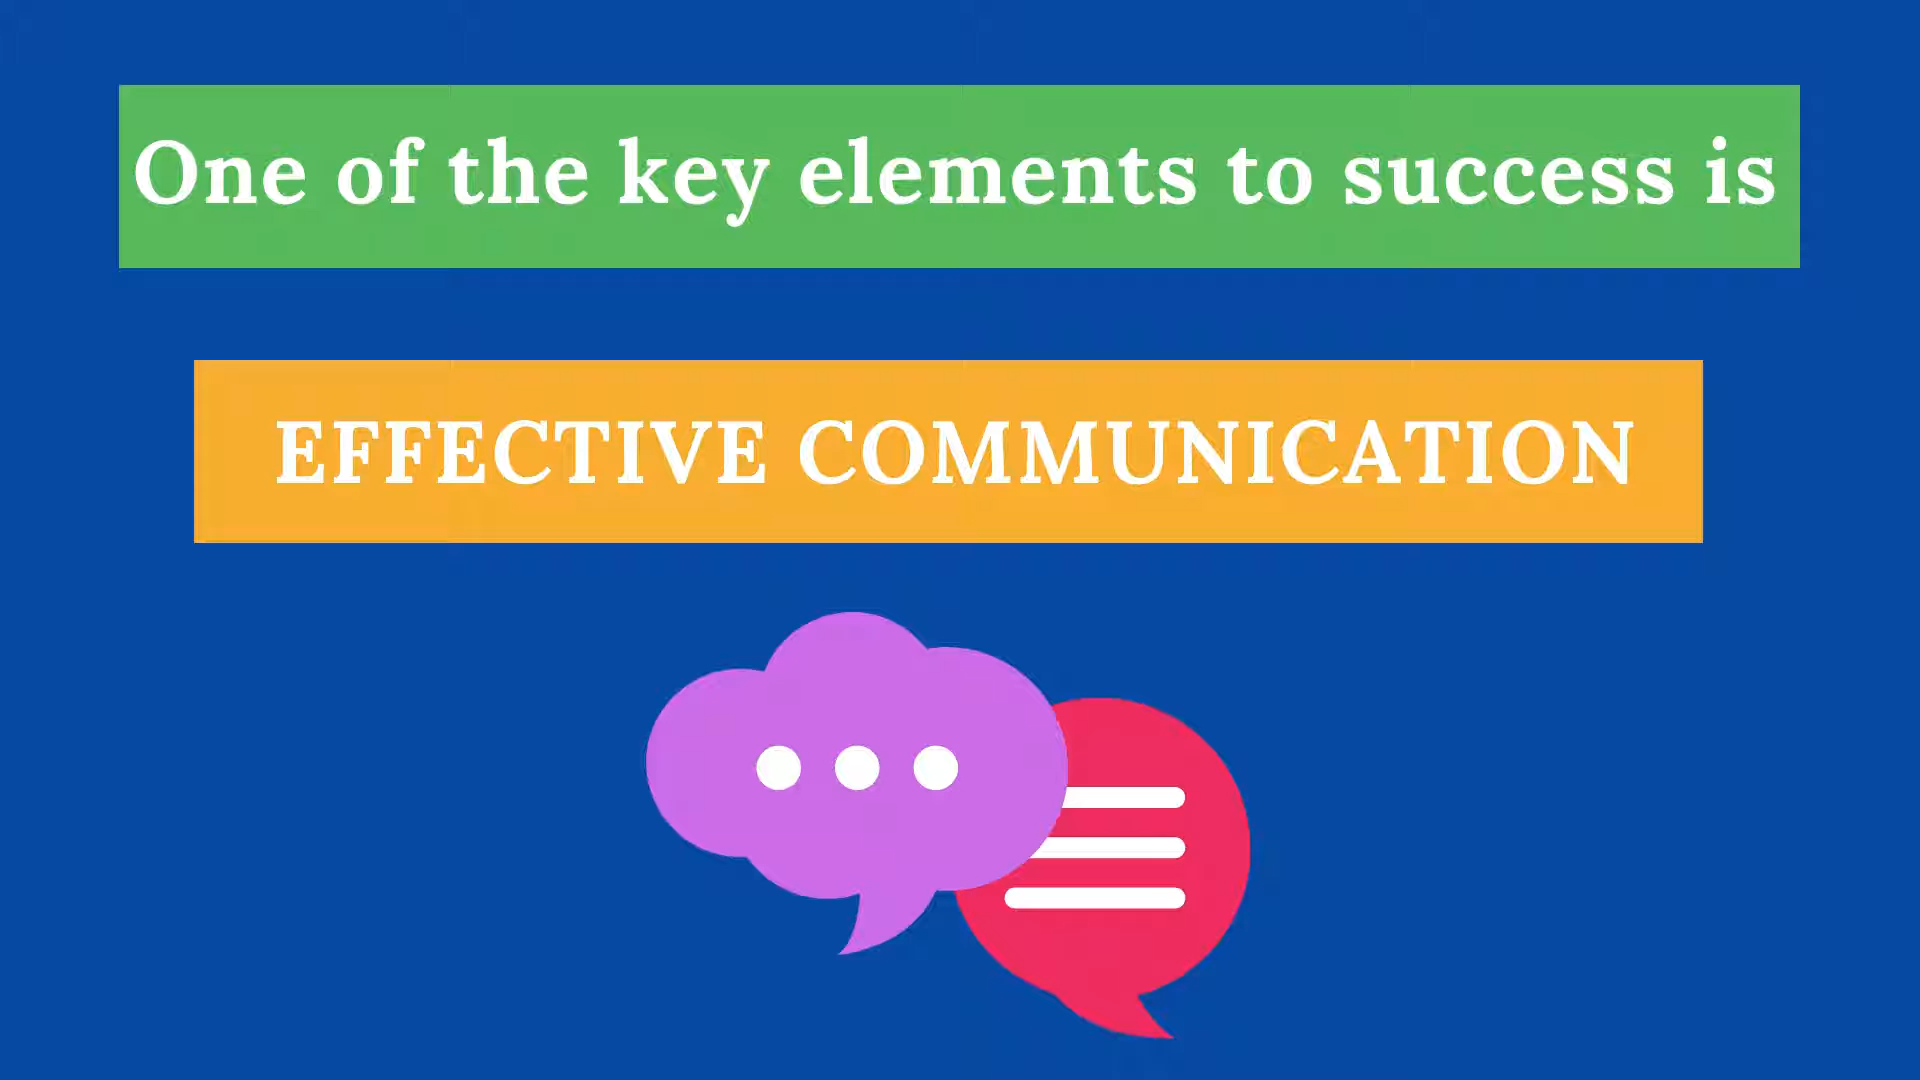 One of the key elements to success is
EFFECTIVE COMMUNICATION